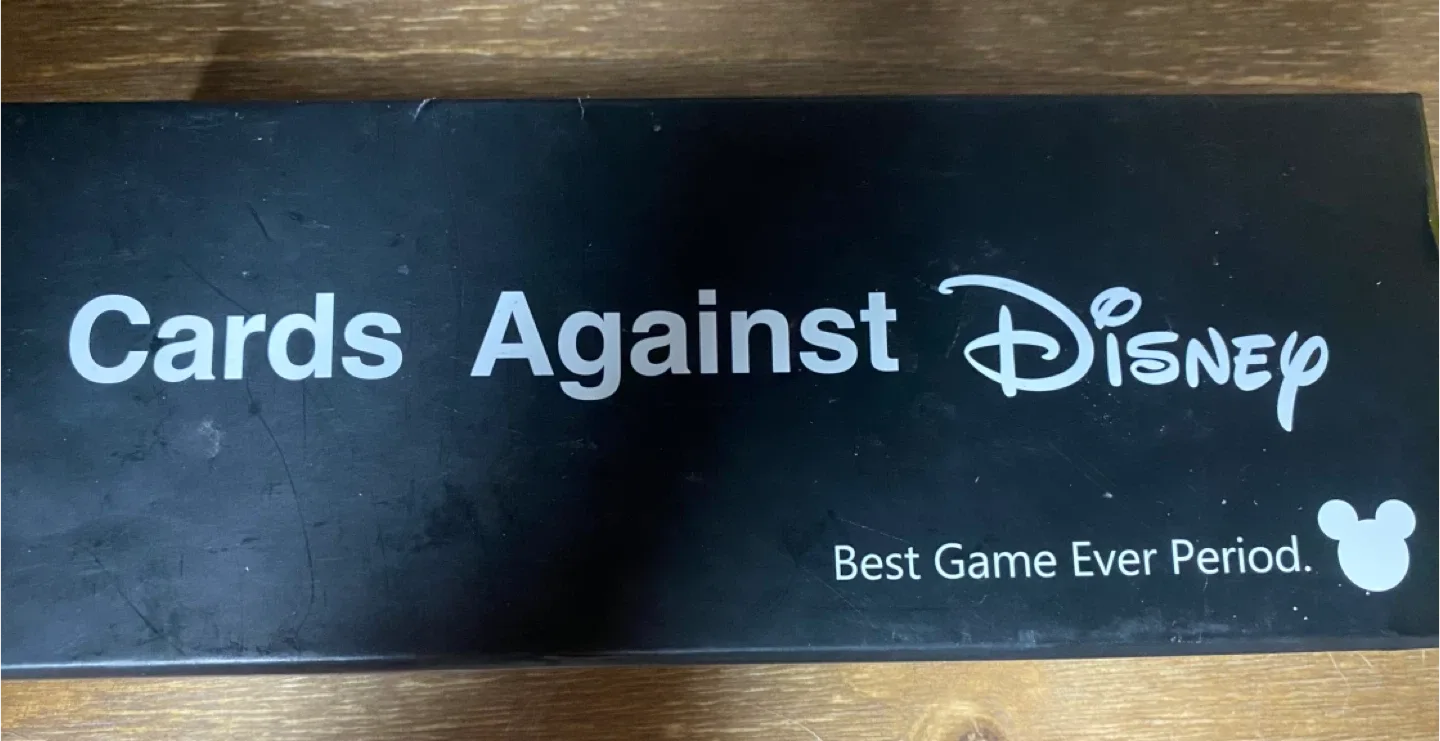 Cards Against Disney
Best Game Ever Period.